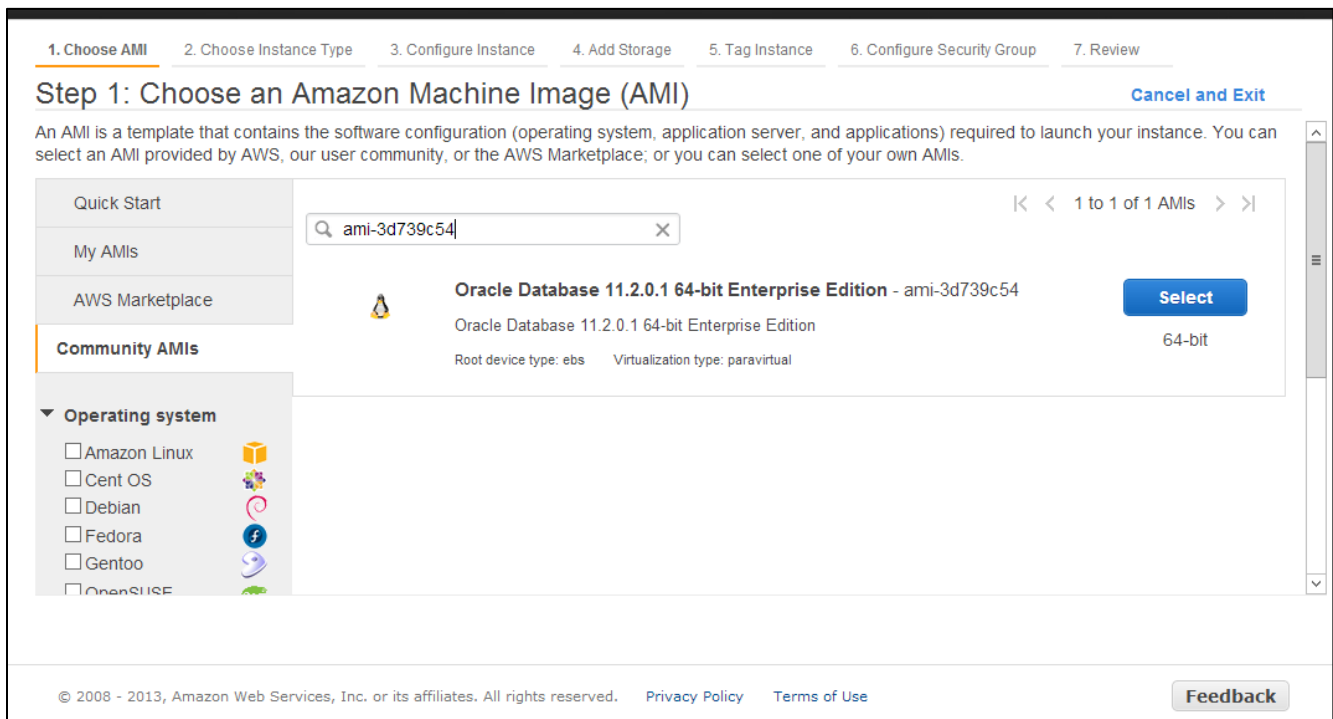 1. Choose AMI 2. Choose Instance Type 3. Configure Instance 4. Add Storage 5. Tag Instance 6. Configure Security Group 7. Review
Step 1: Choose an Amazon Machine Image (AMI)
Cancel and Exit
An AMI is a template that contains the software configuration (operating system, application server, and applications) required to launch your instance. You can
select an AMI provided by AWS, our user community, or the AWS Marketplace; or you can select one of your own AMIs.
Quick Start
My AMIs
AWS Marketplace
Community AMIs
Operating system
Amazon Linux
Cent OS
Debian
Fedora
Gentoo
OpenSUSE
1 to 1 of 1 AMIs
ami-3d739c54
Oracle Database 11.2.0.1 64-bit Enterprise Edition - ami-3d739c54
Oracle Database 11.2.0.1 64-bit Enterprise Edition
Root device type: ebs Virtualization type: paravirtual
Select
64-bit
© 2008 - 2013, Amazon Web Services, Inc. or its affiliates. All rights reserved. Privacy Policy Terms of Use
Feedback